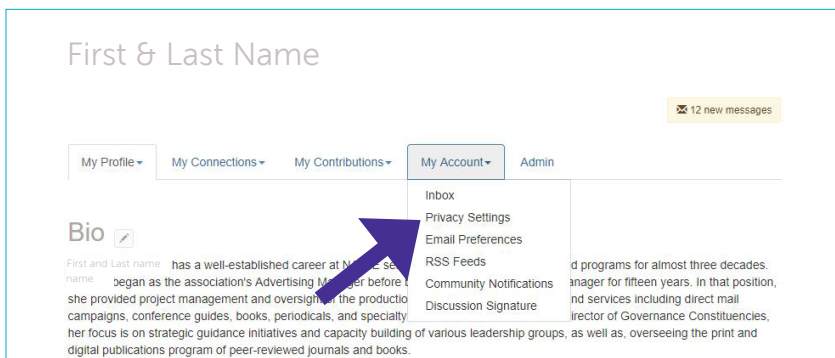 First & Last Name
12 new messages
My Profile My Connections My Contributions My Account Admin
Inbox
Privacy Settings
Email Preferences
RSS Feeds
Community Notifications
Discussion Signature
Bio
First and Last name has a well-established career at d programs for almost three decades.
name began as the association's Advertising Manager before anager for fifteen years. In that position,
she provided project management and oversight of the productio nd services including direct mail
campaigns, conference guides, books, periodicals, and specialty irector of Governance Constituencies,
her focus is on strategic guidance initiatives and capacity building of various leadership groups, as well as, overseeing the print and
digital publications program of peer-reviewed journals and books.